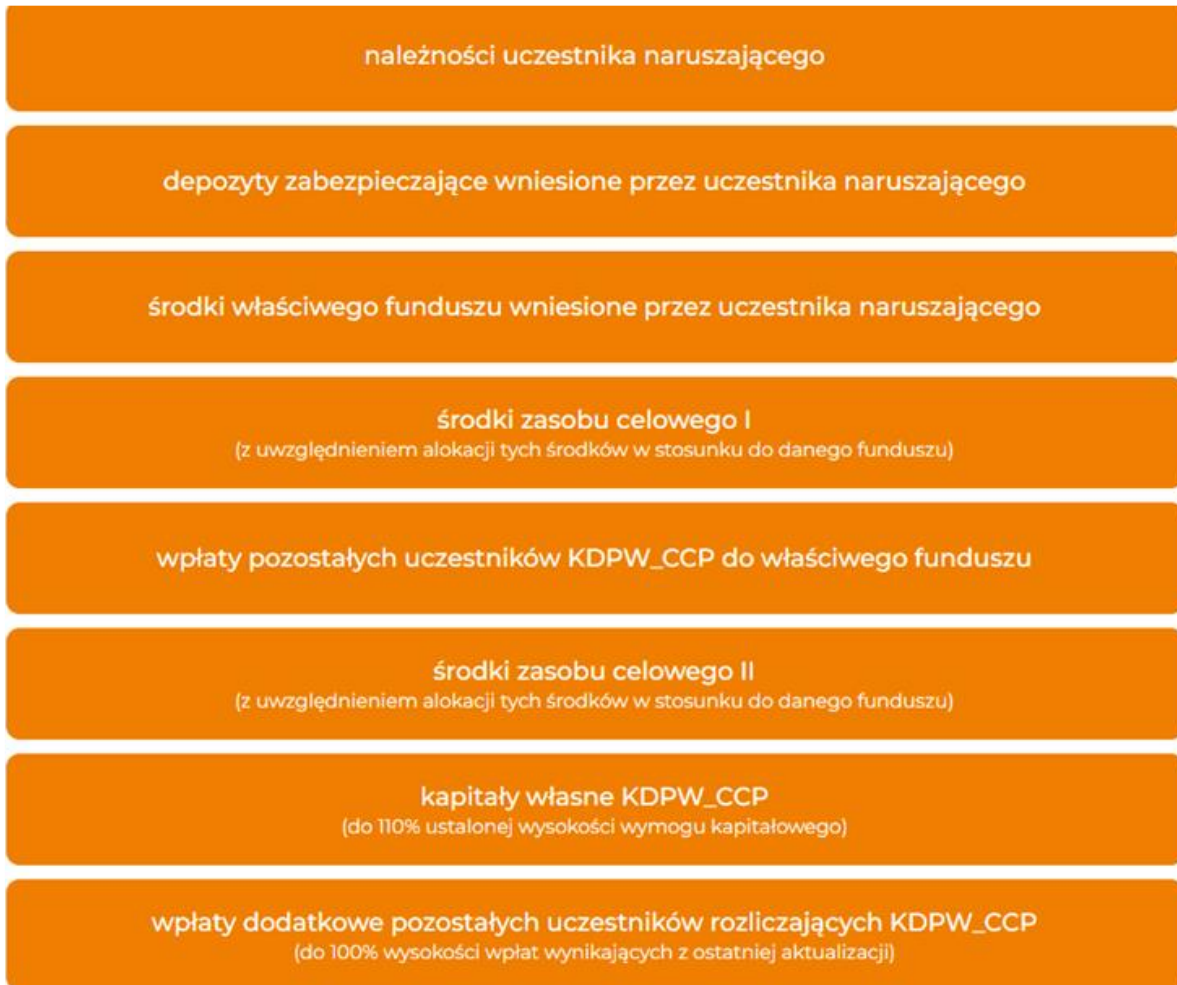 należności uczestnika naruszającego
depozyty zabezpieczające wniesione przez uczestnika naruszającego
środki właściwego funduszu wniesione przez uczestnika naruszającego
środki zasobu celowego I
(z uwzględnieniem alokacji tych środków w stosunku do danego funduszu)
wpłaty pozostałych uczestników KDPW_CCP do właściwego funduszu
środki zasobu celowego II
(z uwzględnieniem alokacji tych środków w stosunku do danego funduszu)
kapitały własne KDPW_CCP
(do 110% ustalonej wysokości wymogu kapitałowego)
wpłaty dodatkowe pozostałych uczestników rozliczających KDPW_CCP
(do 100% wysokości wpłat wynikających z ostatniej aktualizacji)